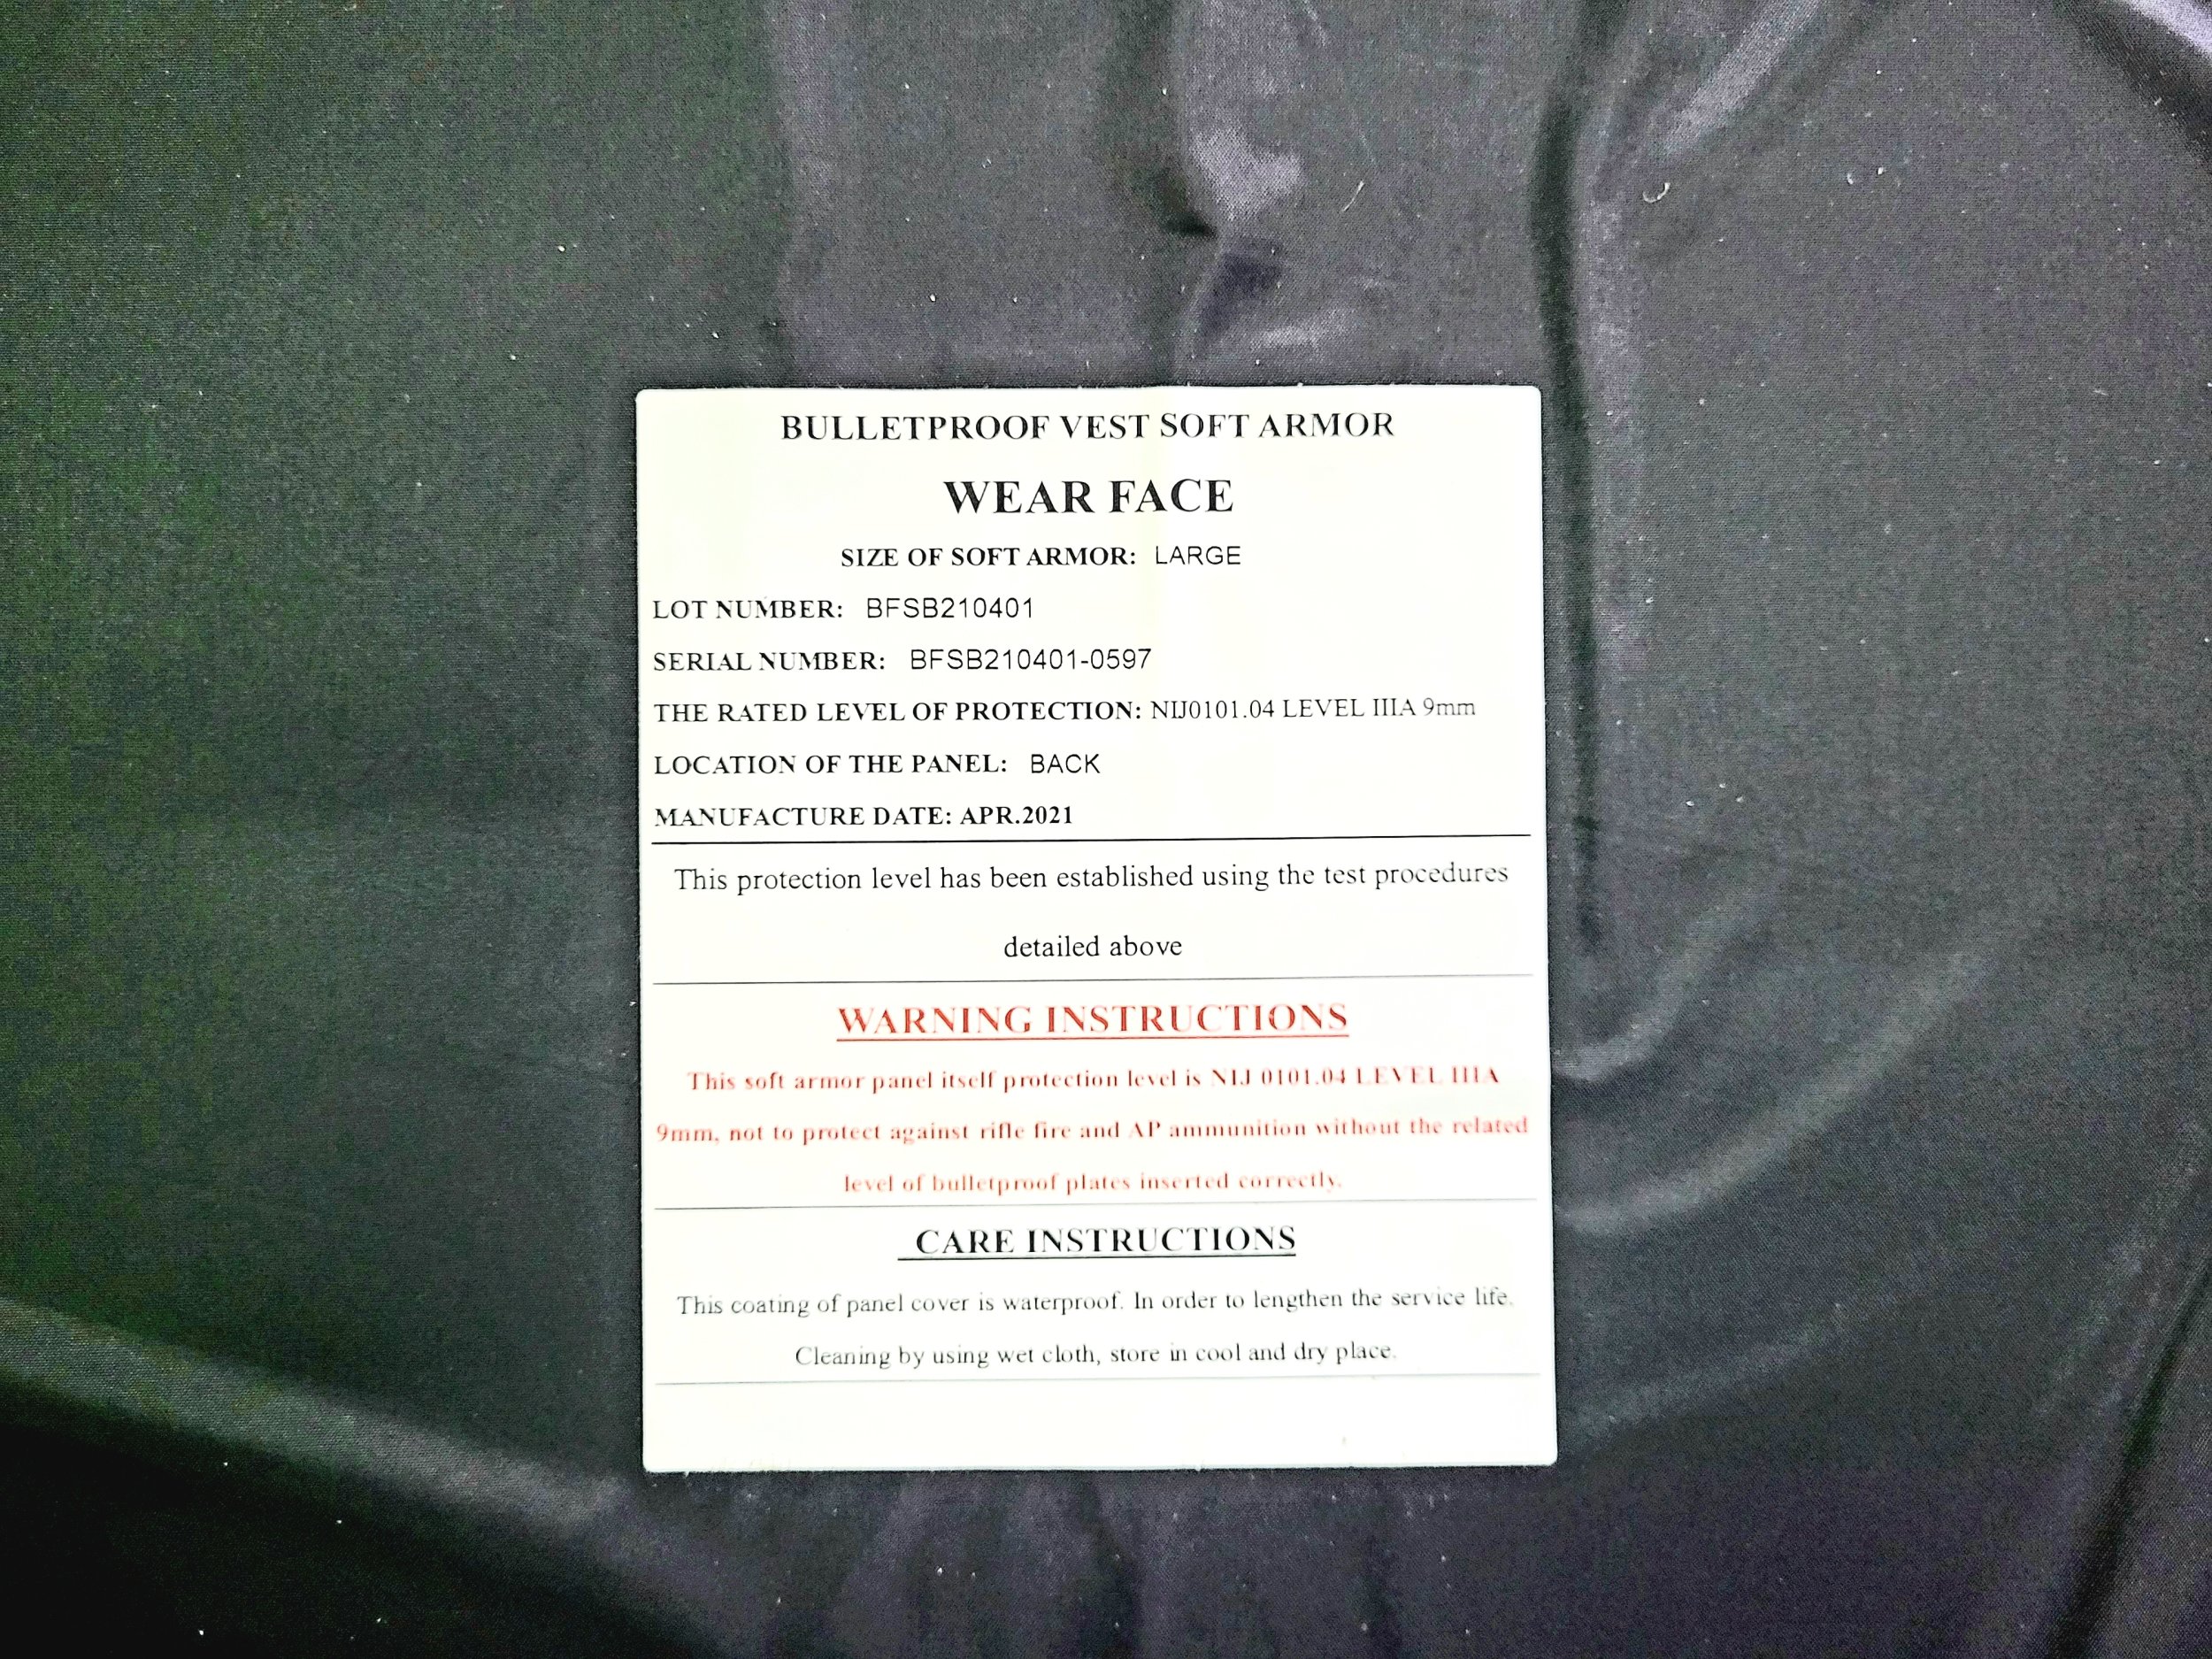 BULLETPROOF VEST SOFT ARMOR
WEAR FACE
SIZE OF SOFT ARMOR: LARGE
LOT NUMBER: BFSB210401
SERIAL NUMBER: BFSB210401-0597
THE RATED LEVEL OF PROTECTION: NIJ0101.04 LEVEL IIIA 9mm
LOCATION OF THE PANEL: BACK
MANUFACTURE DATE: APR.2021
This protection level has been established using the test procedures
detailed above
WARNING INSTRUCTIONS
This soft armor panel itself protection level is NIJ 0101.04 LEVEL IIIA
9mm, not to protect against rifle fire and AP ammunition without the related
level of bulletproof plates inserted correctly.
CARE INSTRUCTIONS
This coating of panel cover is waterproof. In order to lengthen the service life.
Cleaning by using wet cloth, store in cool and dry place.